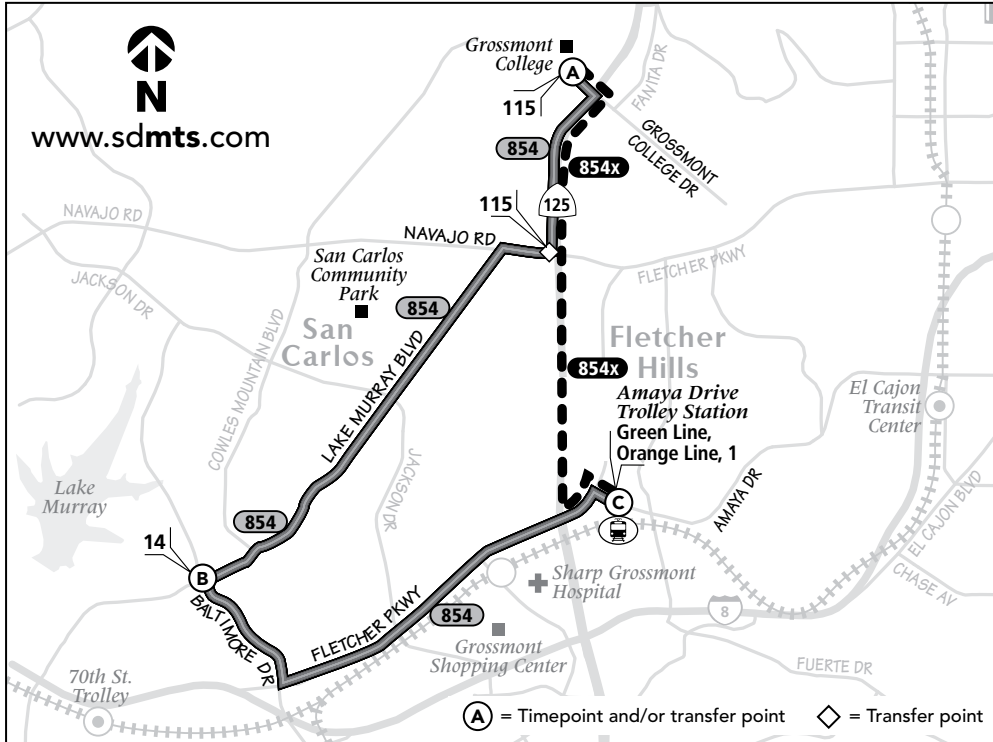 Grossmont
College
A
N
www.sdmts.com
115
FANITA DR
GROSSMONT
COLLEGE DR
854
854x
125
115
NAVAJO RD
NAVAJO RD
FLETCHER PKWY
San Carlos
Community
Park
JACKSON DR
854
San
Carlos
Fletcher
Hills
COWLES MOUNTAIN BLVD
LAKE MURRAY BLVD
854x
Amaya Drive
Trolley Station
Green Line,
Orange Line, 1
El Cajon
Transit
Center
JACKSON DR
AMAYA DR
Lake
Murray
C
854
EL CAJON BLVD
14
B
CHASE AV
Sharp Grossmont
Hospital
BALTIMORE DR
FLETCHER PKWY
854
8
Grossmont
Shopping Center
FUERTE DR
70th St.
Trolley
A = Timepoint and/or transfer point
= Transfer point